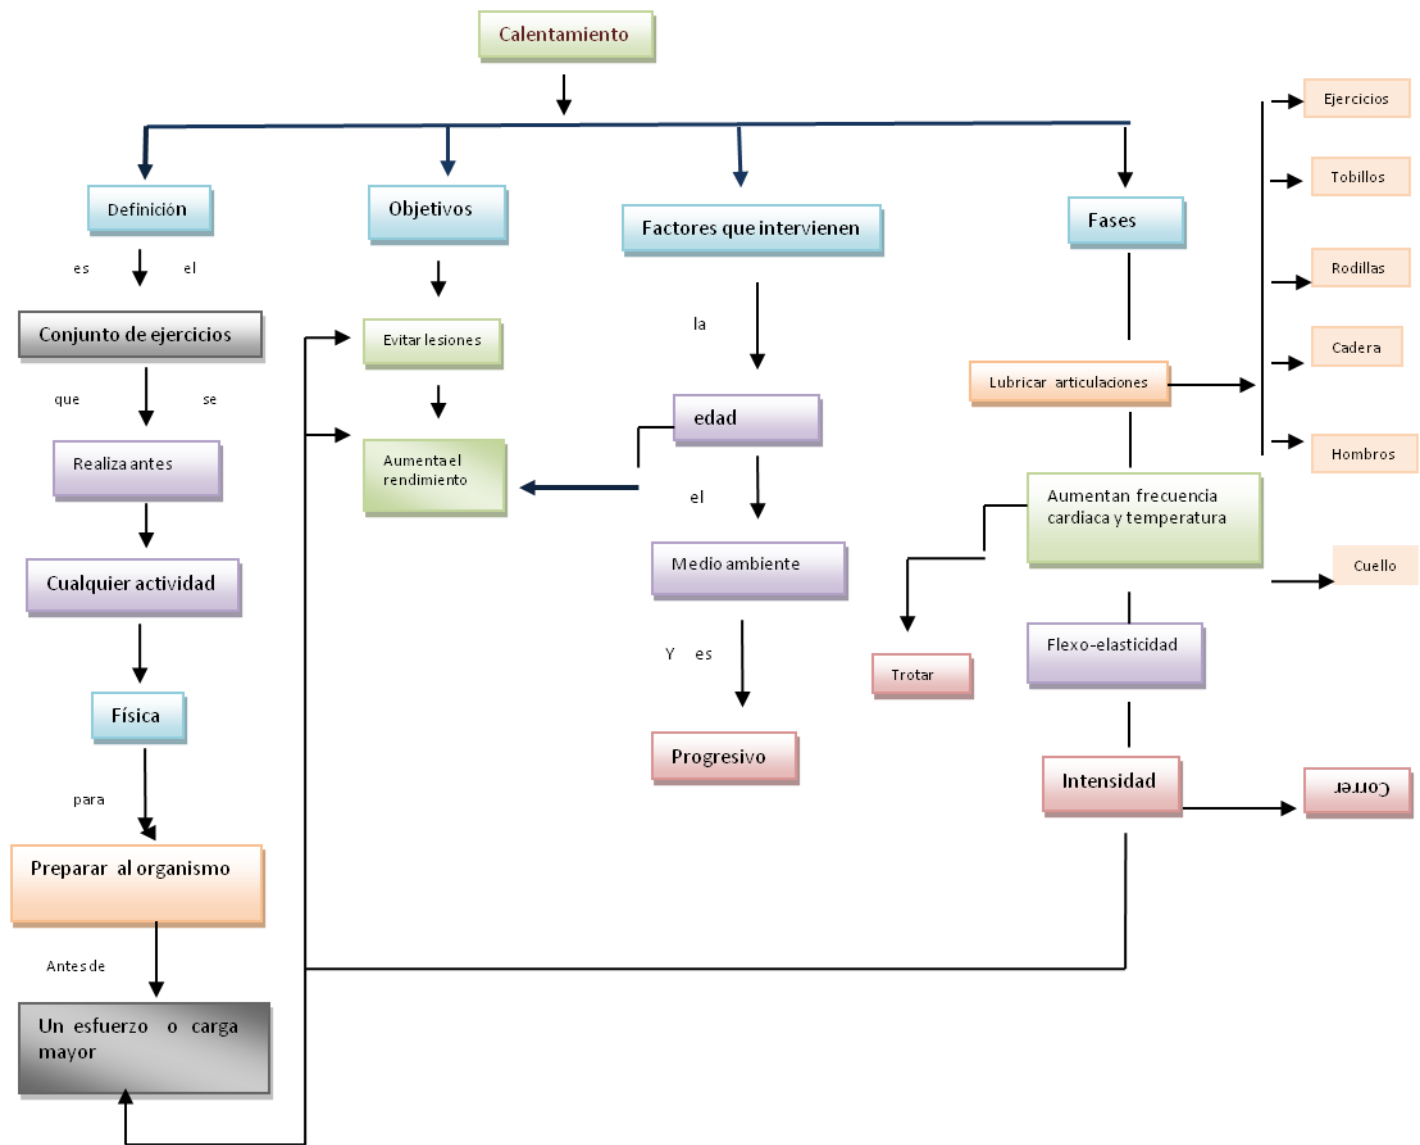 Calentamiento
Definición
es el
Conjunto de ejercicios
que se
Realiza antes
Cualquier actividad
Física
para
Preparar al organismo
Antes de
Un esfuerzo o carga
mayor
Objetivos
Evitar lesiones
Aumenta el
rendimiento
Factores que intervienen
la
edad
el
Medio ambiente
Y es
Progresivo
Fases
Lubricar articulaciones
Ejercicios
Tobillos
Rodillas
Cadera
Hombros
Cuello
Aumentan frecuencia
cardiaca y temperatura
Trotar
Flexo-elasticidad
Intensidad
Correr